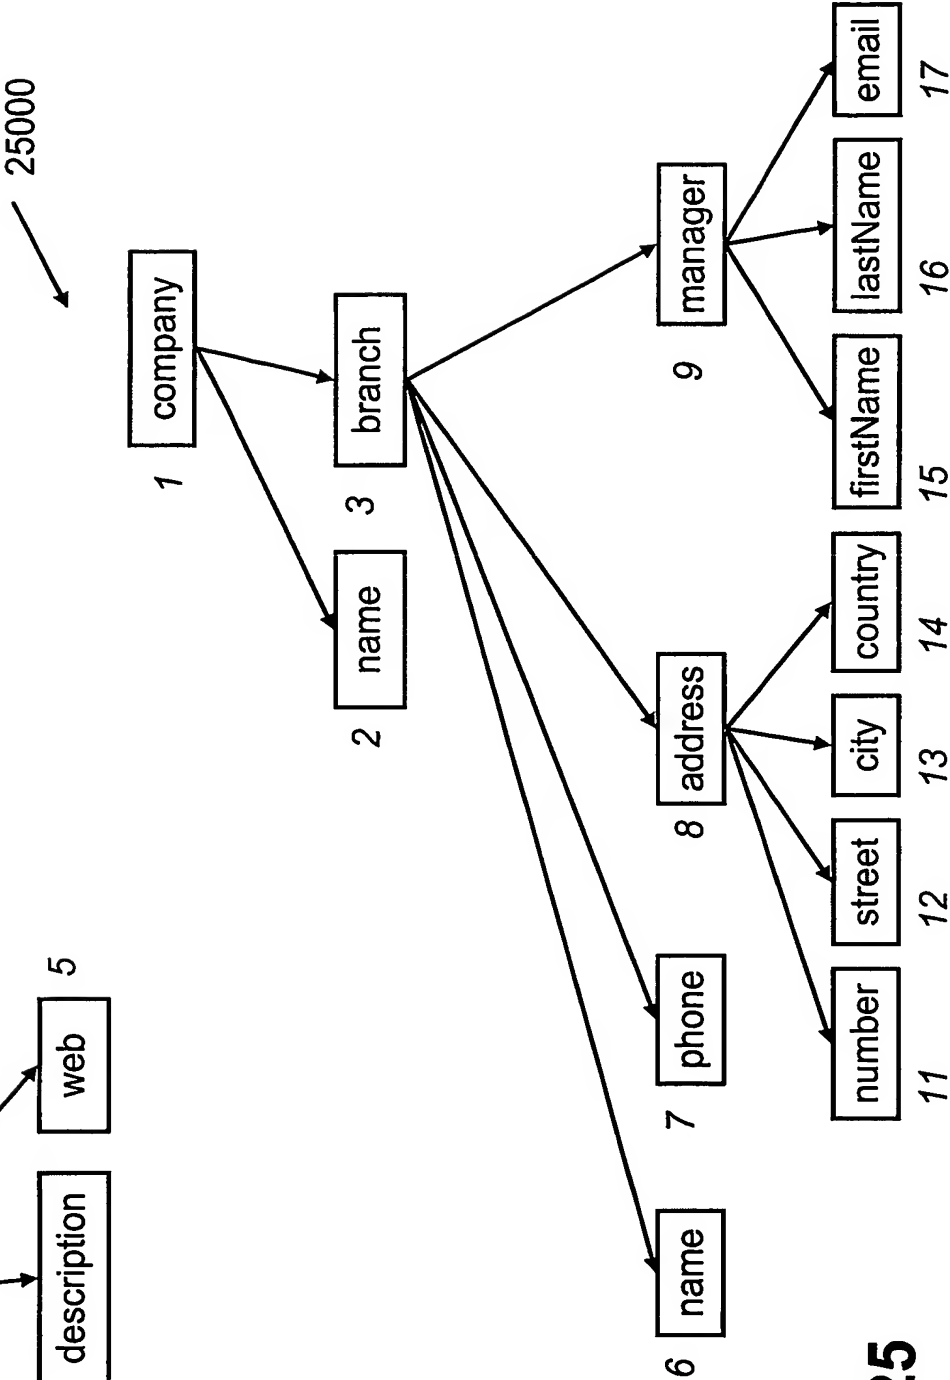 25000
5
description
web
1
company
2
name
3
branch
6
name
7
phone
8
address
9
manager
number
street
city
country
firstName
lastName
email
11
12
13
14
15
16
17
25